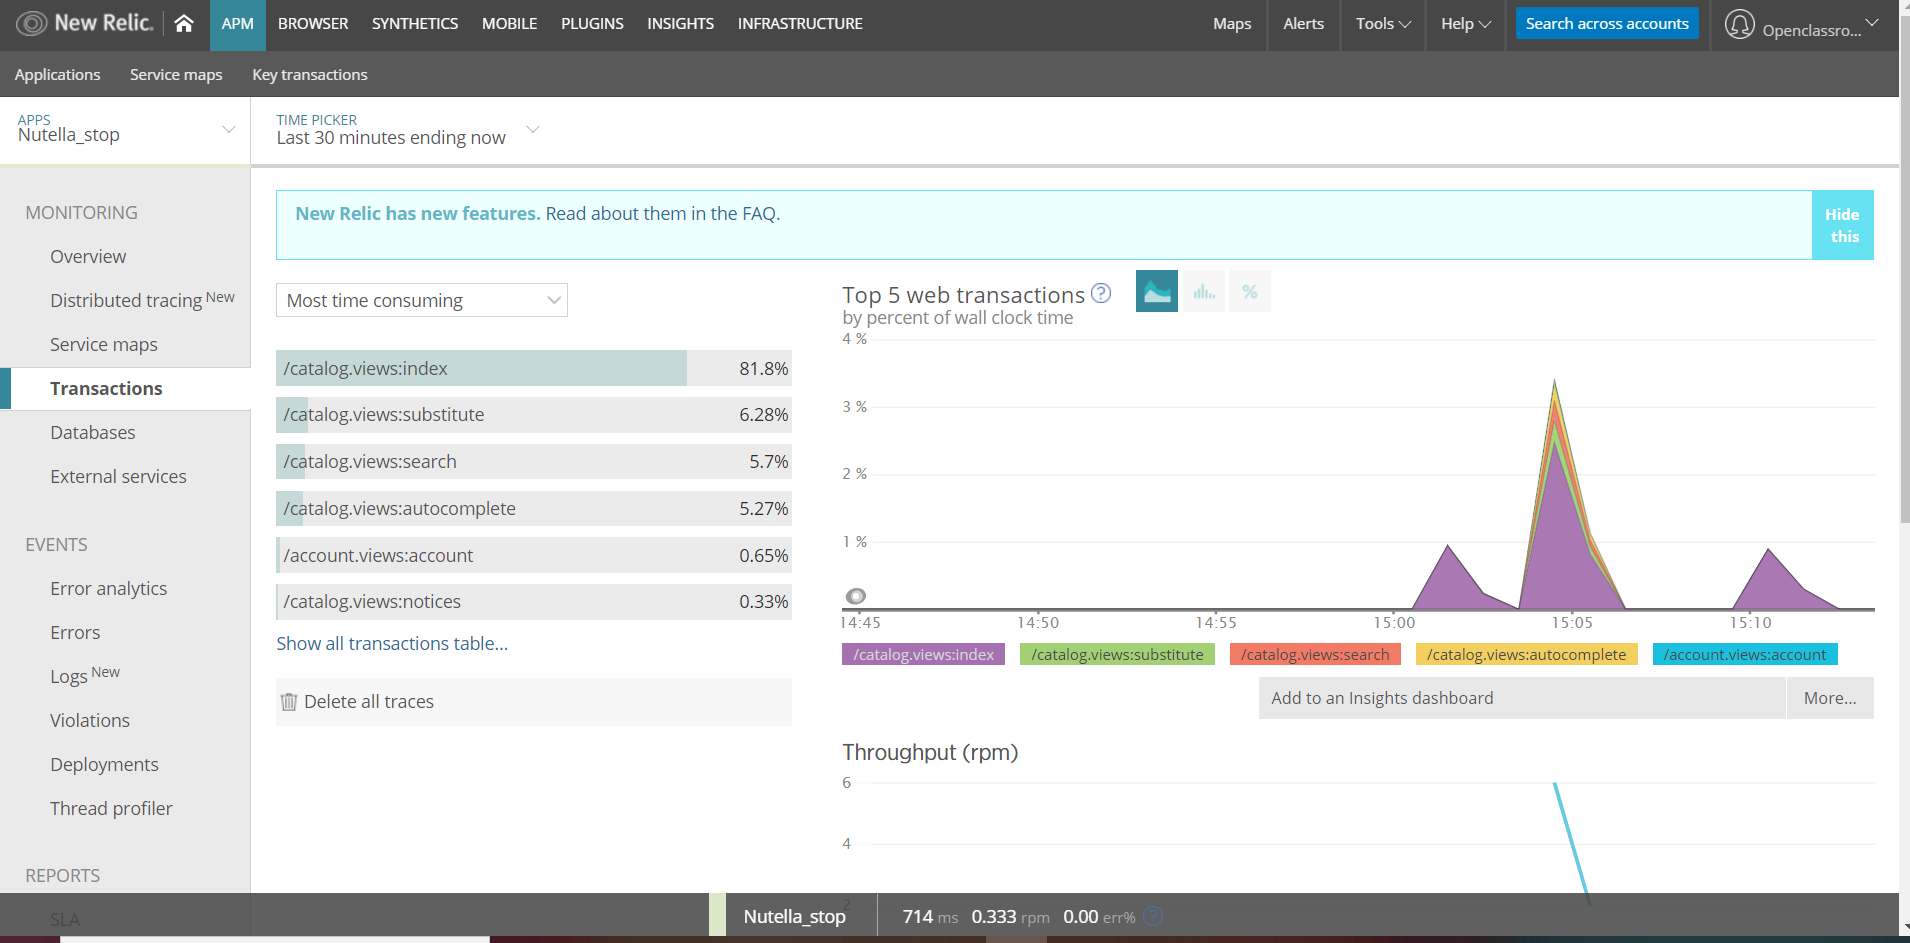 New Relic.
APM BROWSER SYNTHETICS MOBILE PLUGINS INSIGHTS INFRASTRUCTURE Maps Alerts Tools Help Search across accounts Openclassro...
Applications Service maps Key transactions
APPS
Nutella_stop
TIME PICKER
Last 30 minutes ending now
MONITORING
Overview
Distributed tracing New
Service maps
Transactions
Databases
External services
EVENTS
Error analytics
Errors
Logs New
Violations
Deployments
Thread profiler
REPORTS
SLA
New Relic has new features. Read about them in the FAQ.
Hide
this
Most time consuming
/catalog.views:index 81.8%
/catalog.views:substitute 6.28%
/catalog.views:search 5.7%
/catalog.views:autocomplete 5.27%
/account.views:account 0.65%
/catalog.views:notices 0.33%
Show all transactions table...
Delete all traces
Top 5 web transactions ?
%
by percent of wall clock time
4 %
3 %
2 %
1 %
14:45 14:50 14:55 15:00 15:05 15:10
/catalog.views:index /catalog.views:substitute /catalog.views:search /catalog.views:autocomplete /account.views:account
Add to an Insights dashboard More...
Throughput (rpm)
6
4
2
Nutella_stop 714 ms 0.333 rpm 0.00 err% ?